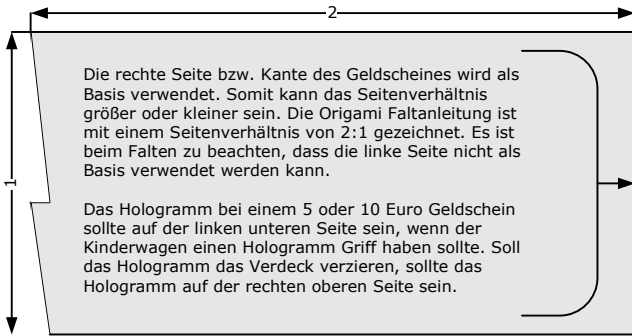 2
1
Die rechte Seite bzw. Kante des Geldscheines wird als
Basis verwendet. Somit kann das Seitenverhältnis
größer oder kleiner sein. Die Origami Faltanleitung ist
mit einem Seitenverhältnis von 2:1 gezeichnet. Es ist
beim Falten zu beachten, dass die linke Seite nicht als
Basis verwendet werden kann.
Das Hologramm bei einem 5 oder 10 Euro Geldschein
sollte auf der linken unteren Seite sein, wenn der
Kinderwagen einen Hologramm Griff haben sollte. Soll
das Hologramm das Verdeck verzieren, sollte das
Hologramm auf der rechten oberen Seite sein.